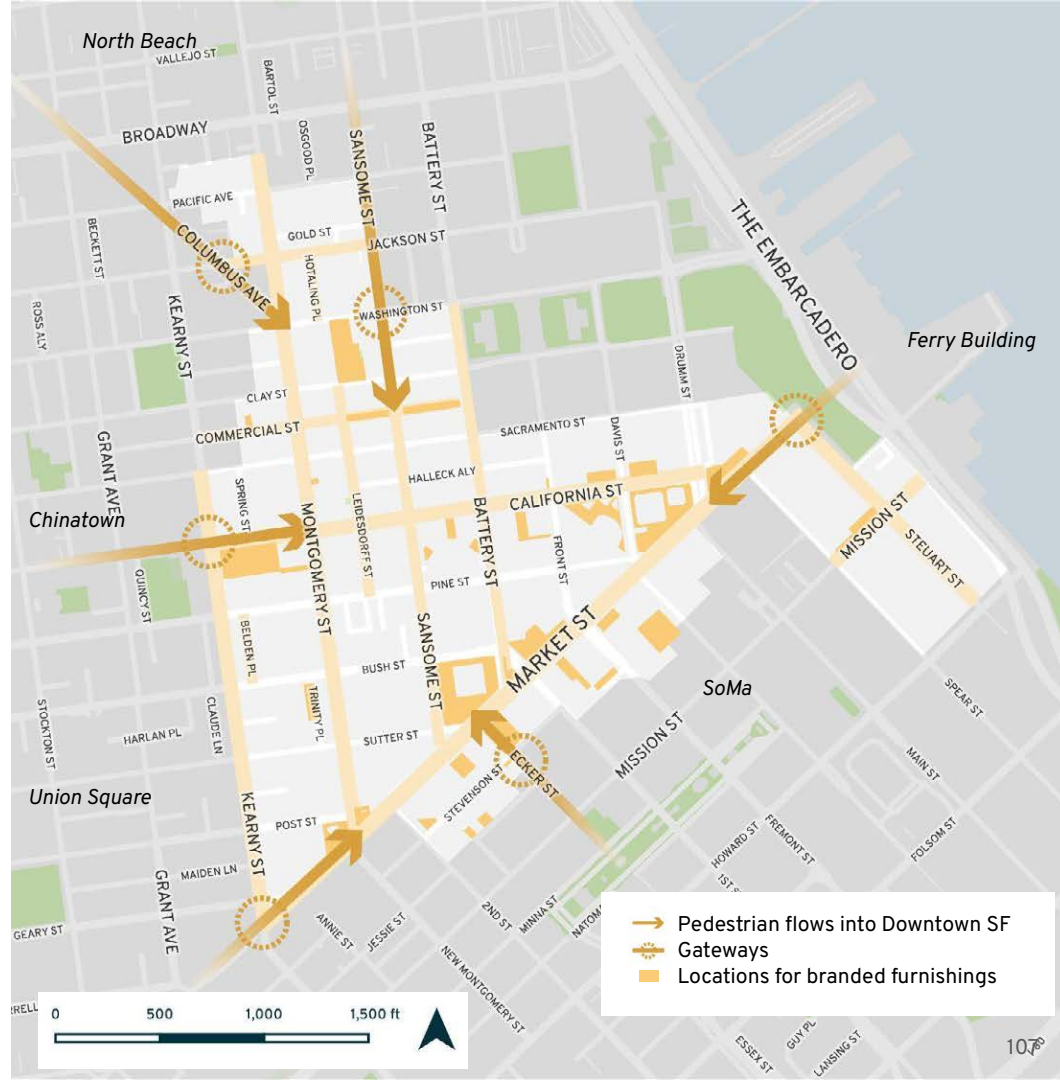 North Beach
VALLEJO ST
BARTOL ST
BROADWAY
OSGOOD PL
SANSOME ST
BATTERY ST
PACIFIC AVE
COLUMBUS AVE
GOLD ST
JACKSON ST
THE EMBARCADERO
BECKETT ST
HOTALING PL
ROSS ALY
KEARNY ST
WASHINGTON ST
Ferry Building
DRUMM ST
CLAY ST
COMMERCIAL ST
SACRAMENTO ST
DAVIS ST
GRANT AVE
HALLECK ALY
SPRING ST
CALIFORNIA ST
LEIDESDORFF ST
Chinatown
MONTGOMERY ST
BATTERY ST
FRONT ST
MISSION ST
STEUART ST
QUINCY ST
PINE ST
BELDEN PL
SANSOME ST
MARKET ST
BUSH ST
SoMa
SPEAR ST
STOCKTON ST
HARLAN PL
CLAUDE LN
TRINITY PL
SUTTER ST
MISSION ST
MAIN ST
ECKER ST
STEVENSON ST
Union Square
KEARNY ST
POST ST
FREMONT ST
HOWARD ST
FOLSOM ST
MAIDEN LN
GRANT AVE
1ST S
GEARY ST
ANNIE ST
JESSIE ST
2ND ST
MINNA ST
NATOM
NEW MONTGOMERY ST
Pedestrian flows into Downtown SF
Gateways
Locations for branded furnishings
RRELL
0 500 1,000 1,500 ft
ESSEX ST
GUY PL
LANSING ST
107